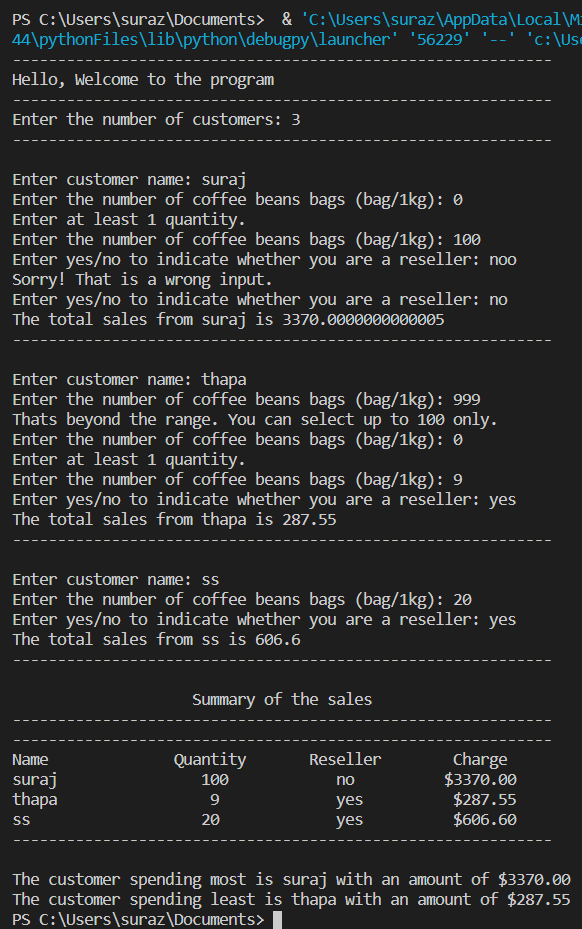 PS C:\Users\suraz\Documents>  & 'C:\Users\suraz\AppData\Local\Mi
44\pythonFiles\lib\python\debugpy\launcher' '56229' '--' 'c:\Use
------------------------------------------------------------
Hello, Welcome to the program
------------------------------------------------------------
Enter the number of customers: 3
------------------------------------------------------------
Enter customer name: suraj
Enter the number of coffee beans bags (bag/1kg): 0
Enter at least 1 quantity.
Enter the number of coffee beans bags (bag/1kg): 100
Enter yes/no to indicate whether you are a reseller: noo
Sorry! That is a wrong input.
Enter yes/no to indicate whether you are a reseller: no
The total sales from suraj is 3370.0000000000005
------------------------------------------------------------
Enter customer name: thapa
Enter the number of coffee beans bags (bag/1kg): 999
Thats beyond the range. You can select up to 100 only.
Enter the number of coffee beans bags (bag/1kg): 0
Enter at least 1 quantity.
Enter the number of coffee beans bags (bag/1kg): 9
Enter yes/no to indicate whether you are a reseller: yes
The total sales from thapa is 287.55
------------------------------------------------------------
Enter customer name: ss
Enter the number of coffee beans bags (bag/1kg): 20
Enter yes/no to indicate whether you are a reseller: yes
The total sales from ss is 606.6
------------------------------------------------------------
Summary of the sales
------------------------------------------------------------
------------------------------------------------------------
Name              Quantity       Reseller        Charge
suraj                100            no          $3370.00
thapa                 9             yes          $287.55
ss                   20             yes          $606.60
------------------------------------------------------------
The customer spending most is suraj with an amount of $3370.00
The customer spending least is thapa with an amount of $287.55
PS C:\Users\suraz\Documents>